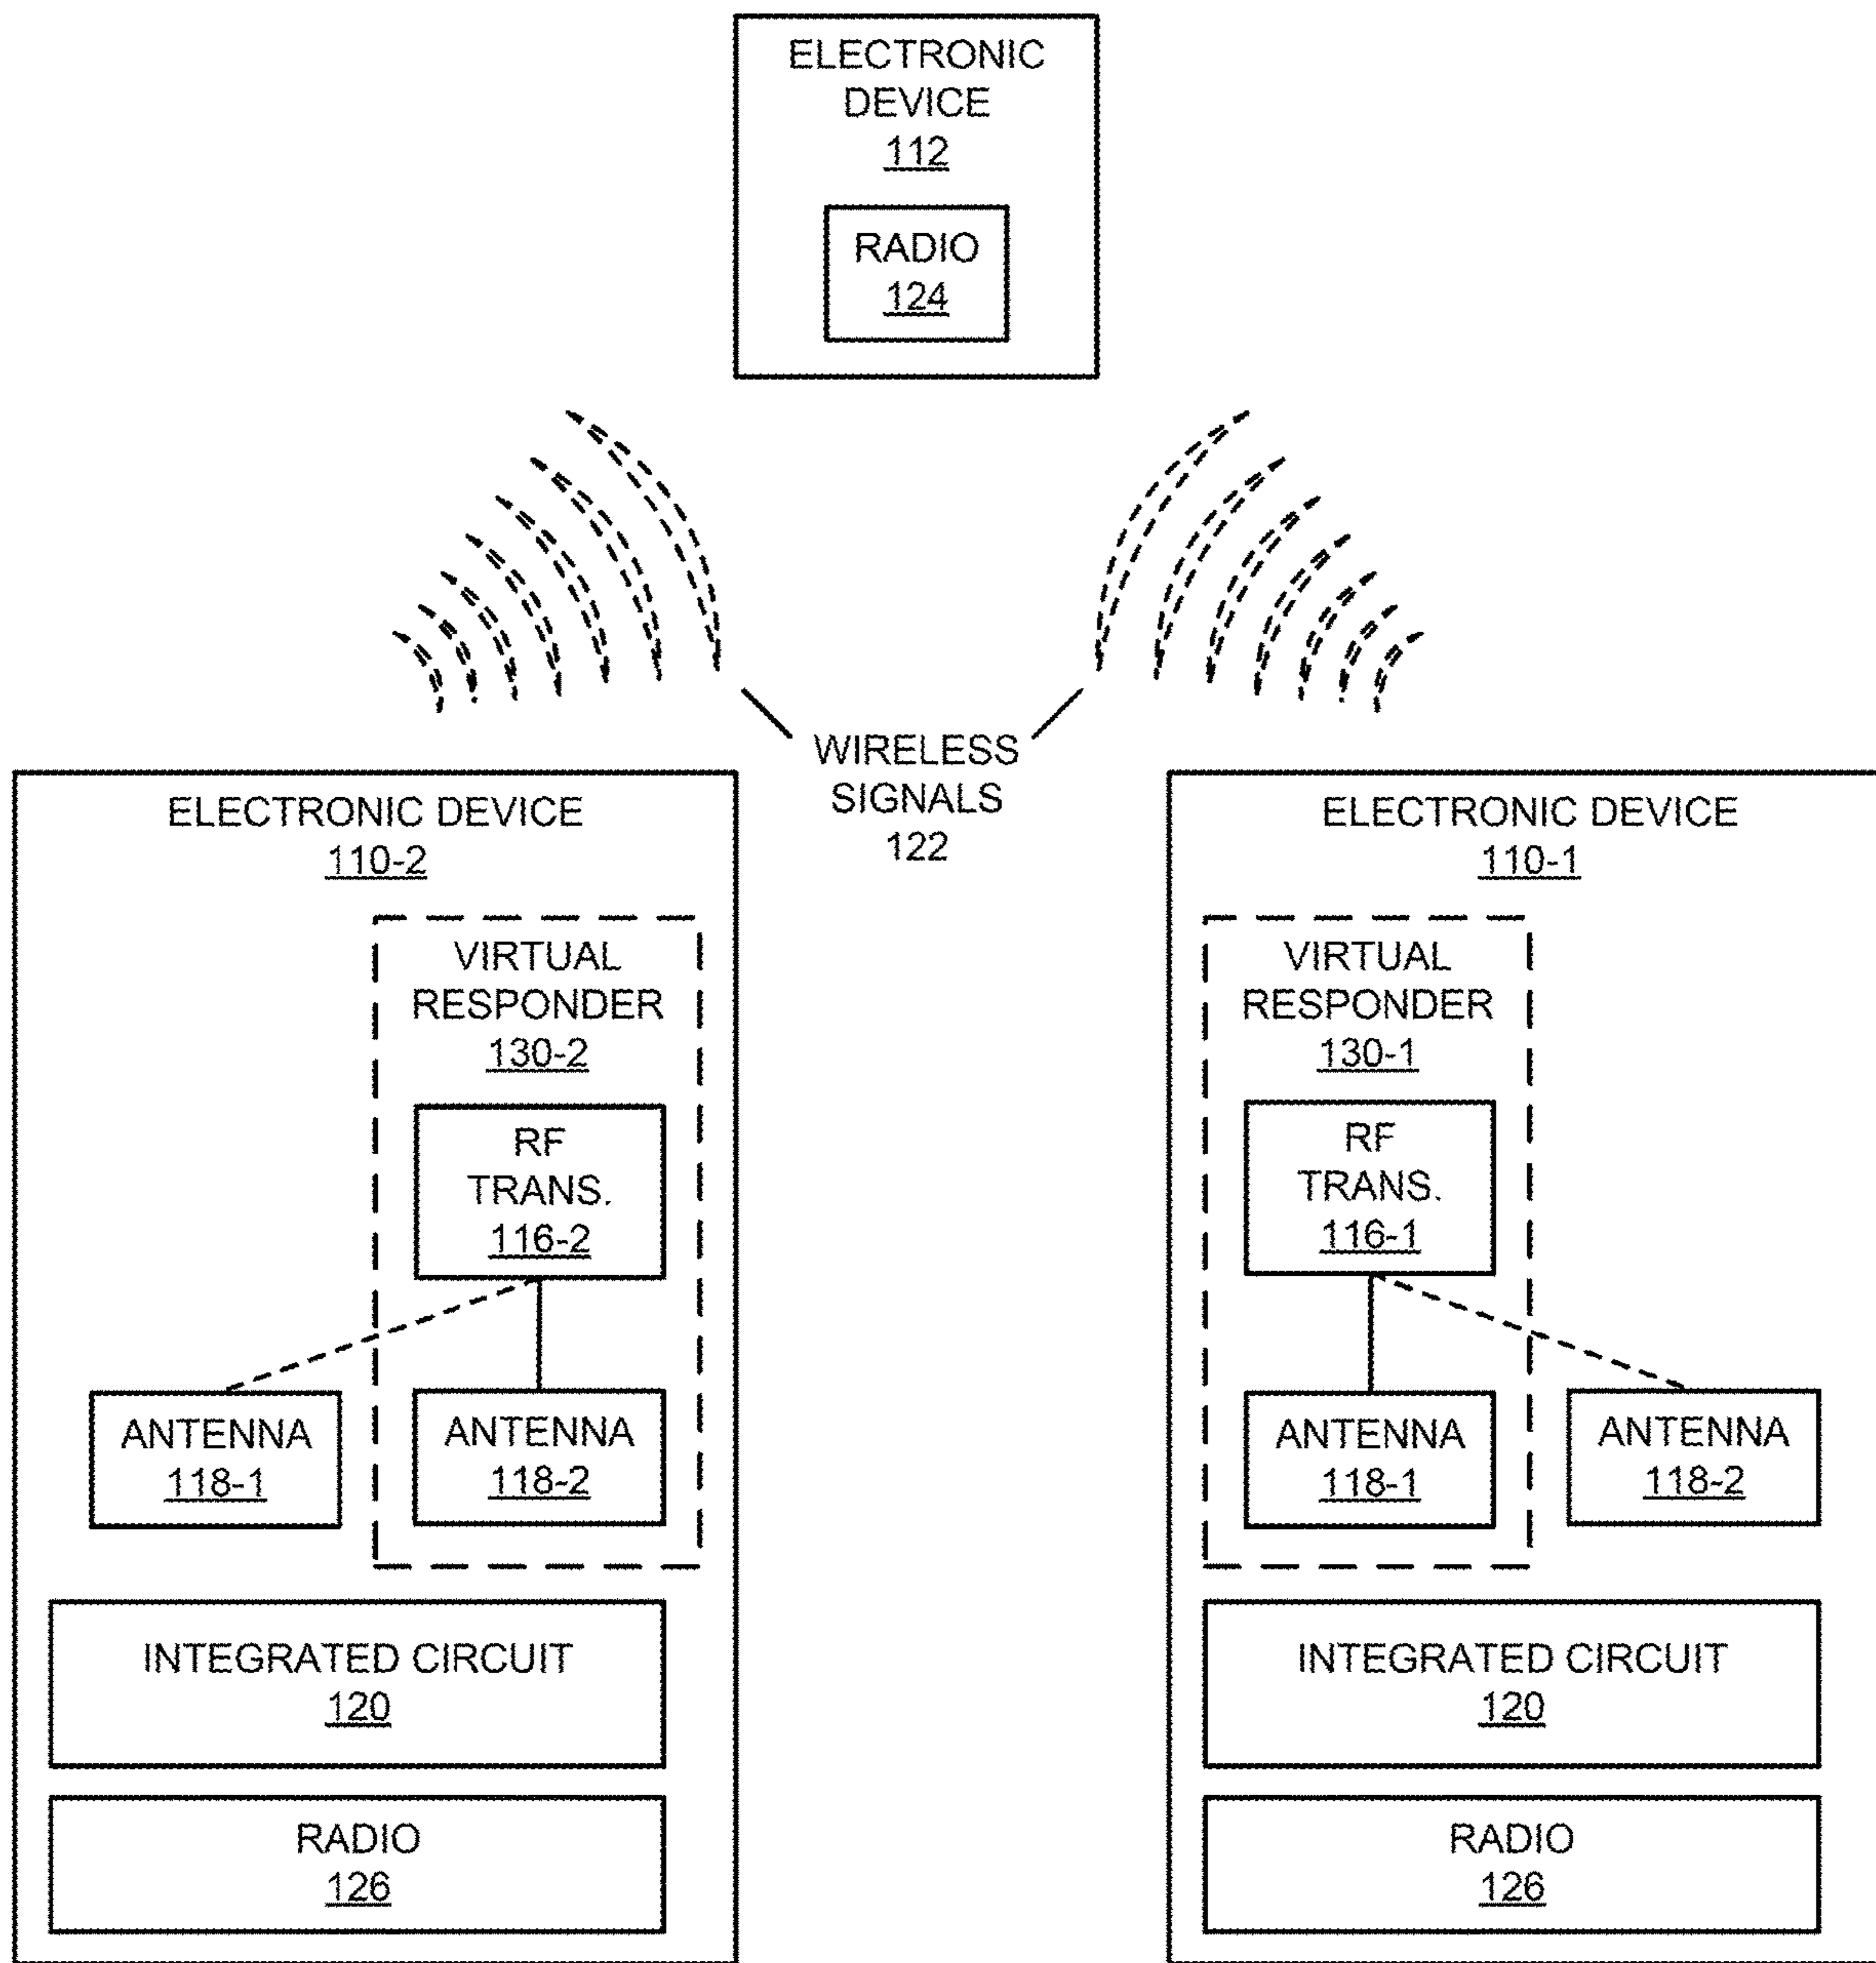 ELECTRONIC
DEVICE
112
RADIO
124
WIRELESS
SIGNALS
122
ELECTRONIC DEVICE
110-2
VIRTUAL
RESPONDER
130-2
RF
TRANS.
116-2
ANTENNA
118-1
ANTENNA
118-2
INTEGRATED CIRCUIT
120
RADIO
126
ELECTRONIC DEVICE
110-1
VIRTUAL
RESPONDER
130-1
RF
TRANS.
116-1
ANTENNA
118-1
ANTENNA
118-2
INTEGRATED CIRCUIT
120
RADIO
126